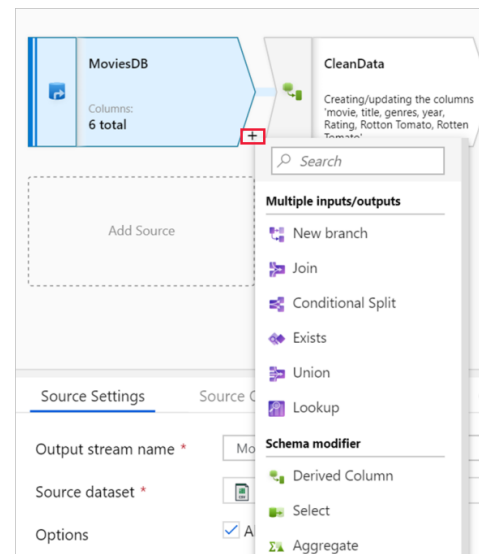 MoviesDB
Columns:
6 total
+
CleanData
Creating/updating the columns
'movie, title, genres, year,
Rating, Rotton Tomato, Rotten
Tomato'
Add Source
Search
Multiple inputs/outputs
New branch
Join
Conditional Split
Exists
Union
Lookup
Schema modifier
Derived Column
Select
Aggregate
Source Settings
Source
Output stream name *
Source dataset *
Options